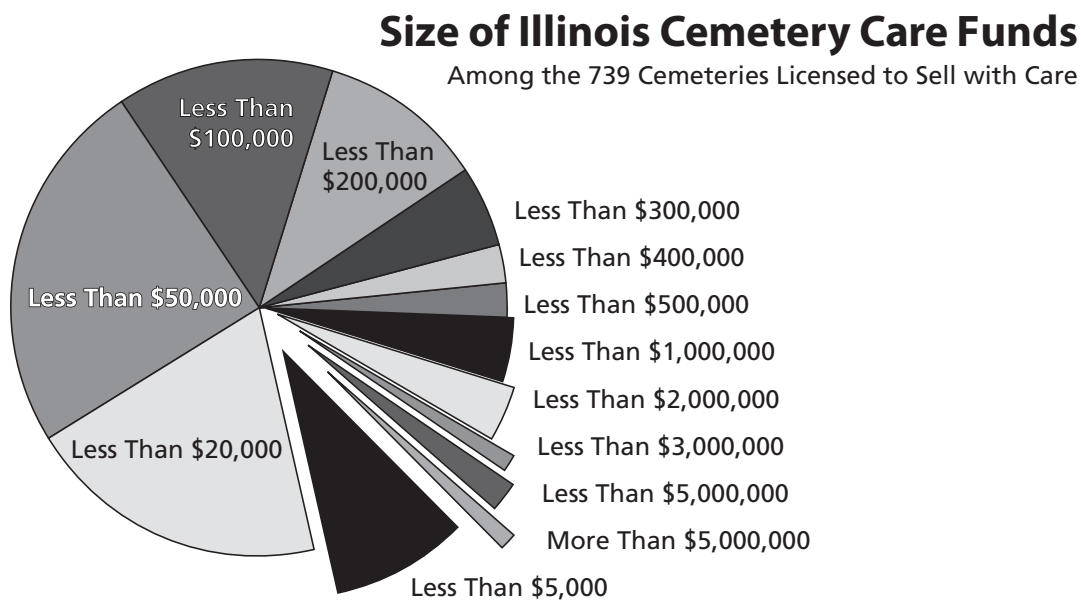 Size of Illinois Cemetery Care Funds
Among the 739 Cemeteries Licensed to Sell with Care
Less Than
$100,000
Less Than
$200,000
Less Than $300,000
Less Than $400,000
Less Than $50,000
Less Than $500,000
Less Than $1,000,000
Less Than $2,000,000
Less Than $20,000
Less Than $3,000,000
Less Than $5,000,000
More Than $5,000,000
Less Than $5,000